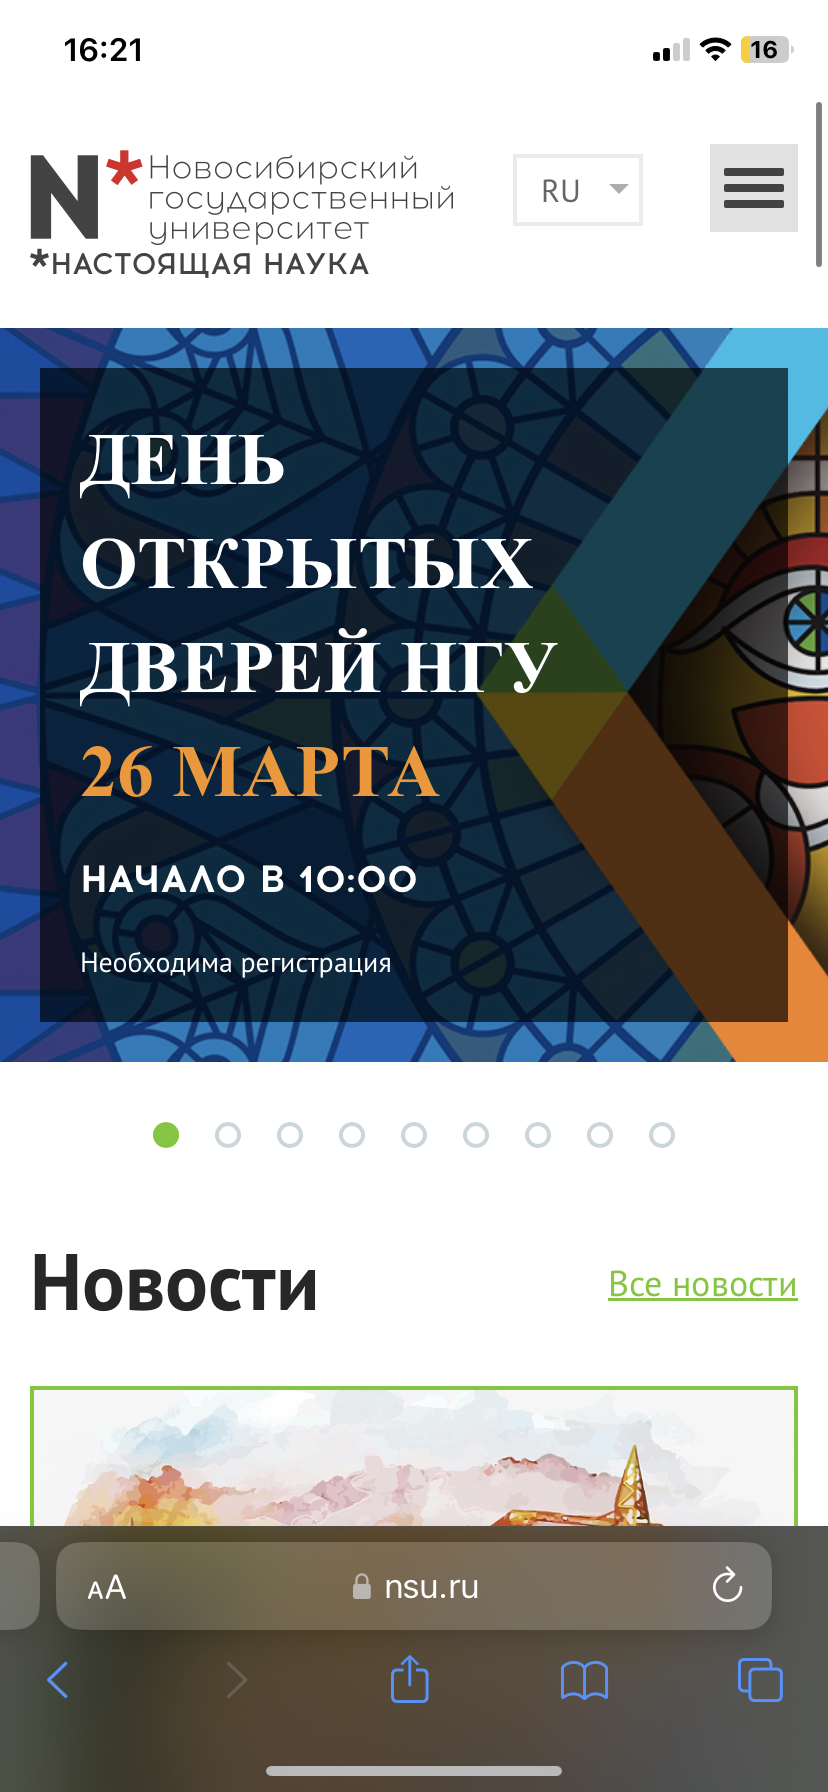 16:21
16
N*
Новосибирский
государственный
университет
*НАСТОЯЩАЯ НАУКА
RU
ДЕНЬ
ОТКРЫТЫХ
ДВЕРЕЙ НГУ
26 МАРТА
НАЧАЛО В 10:00
Необходима регистрация
Новости
Все новости
AA
nsu.ru